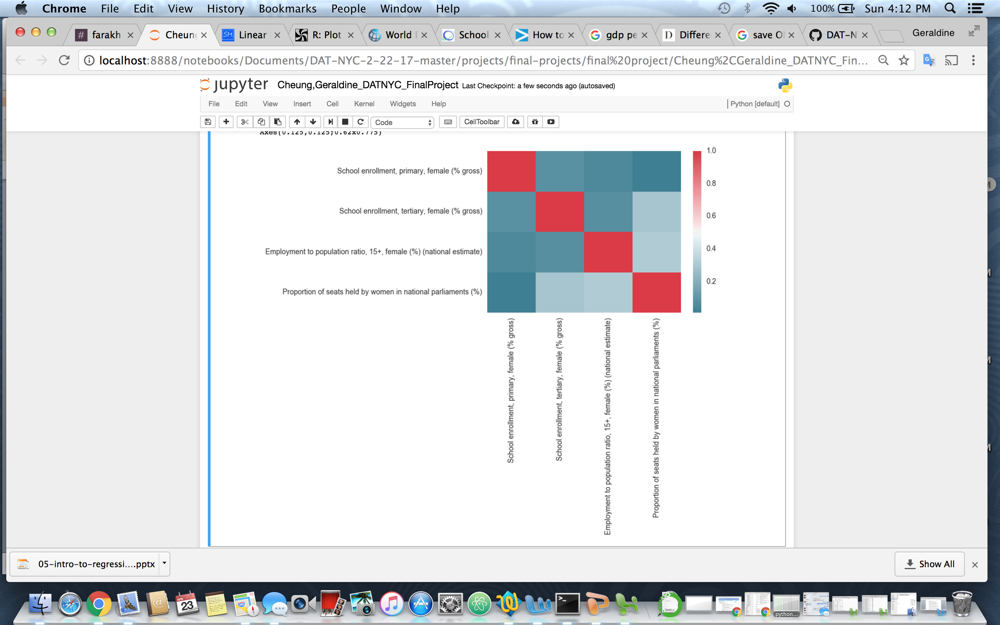 Chrome File Edit View History Bookmarks People Window Help 100% Sun 4:12 PM
farakh Cheung Linear R: Plot World School How to gdp pe Differe save Ol DAT-N Geraldine
localhost:8888/notebooks/Documents/DAT-NYC-2-22-17-master/projects/final-projects/final%20project/Cheung%2CGeraldine_DATNYC_Fin...
jupyter Cheung,Geraldine_DATNYC_FinalProject Last Checkpoint: a few seconds ago (autosaved)
File Edit View Insert Cell Kernel Widgets Help Python [default]
Code CellToolbar
Axes(0.125,0.125;0.62x0.775)
1.0
School enrollment, primary, female (% gross)
0.8
School enrollment, tertiary, female (% gross)
0.6
Employment to population ratio, 15+, female (%) (national estimate)
0.4
Proportion of seats held by women in national parliaments (%)
0.2
School enrollment, primary, female (% gross)
School enrollment, tertiary, female (% gross)
Employment to population ratio, 15+, female (%) (national estimate)
Proportion of seats held by women in national parliaments (%)
05-intro-to-regressi....pptx
Show All
APR
23
280
SHELL
python...